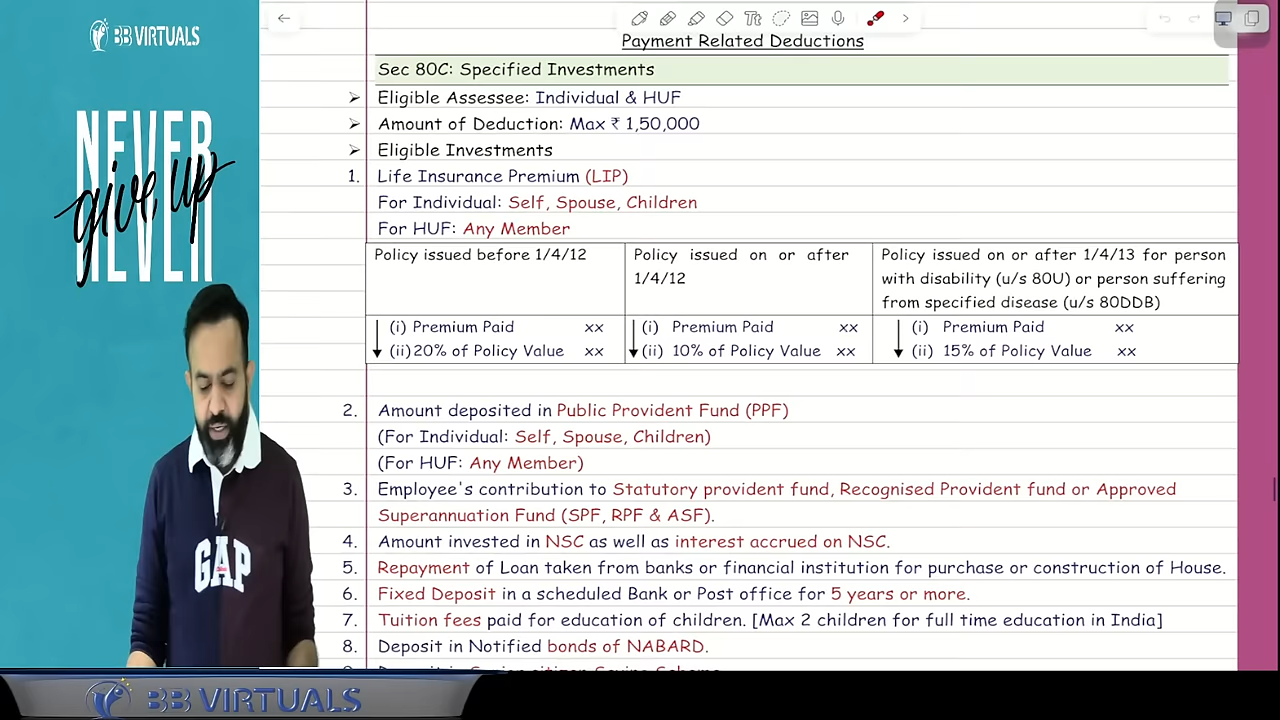 BB VIRTUALS
NEVER
give up
NEVER
GAP
BB VIRTUALS
Tt
Payment Related Deductions
Sec 80C: Specified Investments
➢ Eligible Assessee: Individual & HUF
➢ Amount of Deduction: Max ₹ 1,50,000
➢ Eligible Investments
1. Life Insurance Premium (LIP)
For Individual: Self, Spouse, Children
For HUF: Any Member
Policy issued before 1/4/12
(i) Premium Paid xx
(ii) 20% of Policy Value xx
Policy issued on or after
1/4/12
(i) Premium Paid xx
(ii) 10% of Policy Value xx
Policy issued on or after 1/4/13 for person
with disability (u/s 80U) or person suffering
from specified disease (u/s 80DDB)
(i) Premium Paid xx
(ii) 15% of Policy Value xx
2. Amount deposited in Public Provident Fund (PPF)
(For Individual: Self, Spouse, Children)
(For HUF: Any Member)
3. Employee's contribution to Statutory provident fund, Recognised Provident fund or Approved
Superannuation Fund (SPF, RPF & ASF).
4. Amount invested in NSC as well as interest accrued on NSC.
5. Repayment of Loan taken from banks or financial institution for purchase or construction of House.
6. Fixed Deposit in a scheduled Bank or Post office for 5 years or more.
7. Tuition fees paid for education of children. [Max 2 children for full time education in India]
8. Deposit in Notified bonds of NABARD.